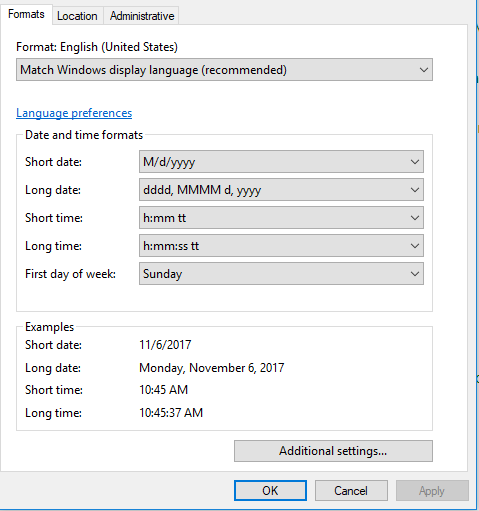 Formats Location Administrative
Format: English (United States)
Match Windows display language (recommended)
Language preferences
Date and time formats
Short date: M/d/yyyy
Long date: dddd, MMMM d, yyyy
Short time: h:mm tt
Long time: h:mm:ss tt
First day of week: Sunday
Examples
Short date: 11/6/2017
Long date: Monday, November 6, 2017
Short time: 10:45 AM
Long time: 10:45:37 AM
Additional settings...
OK Cancel Apply